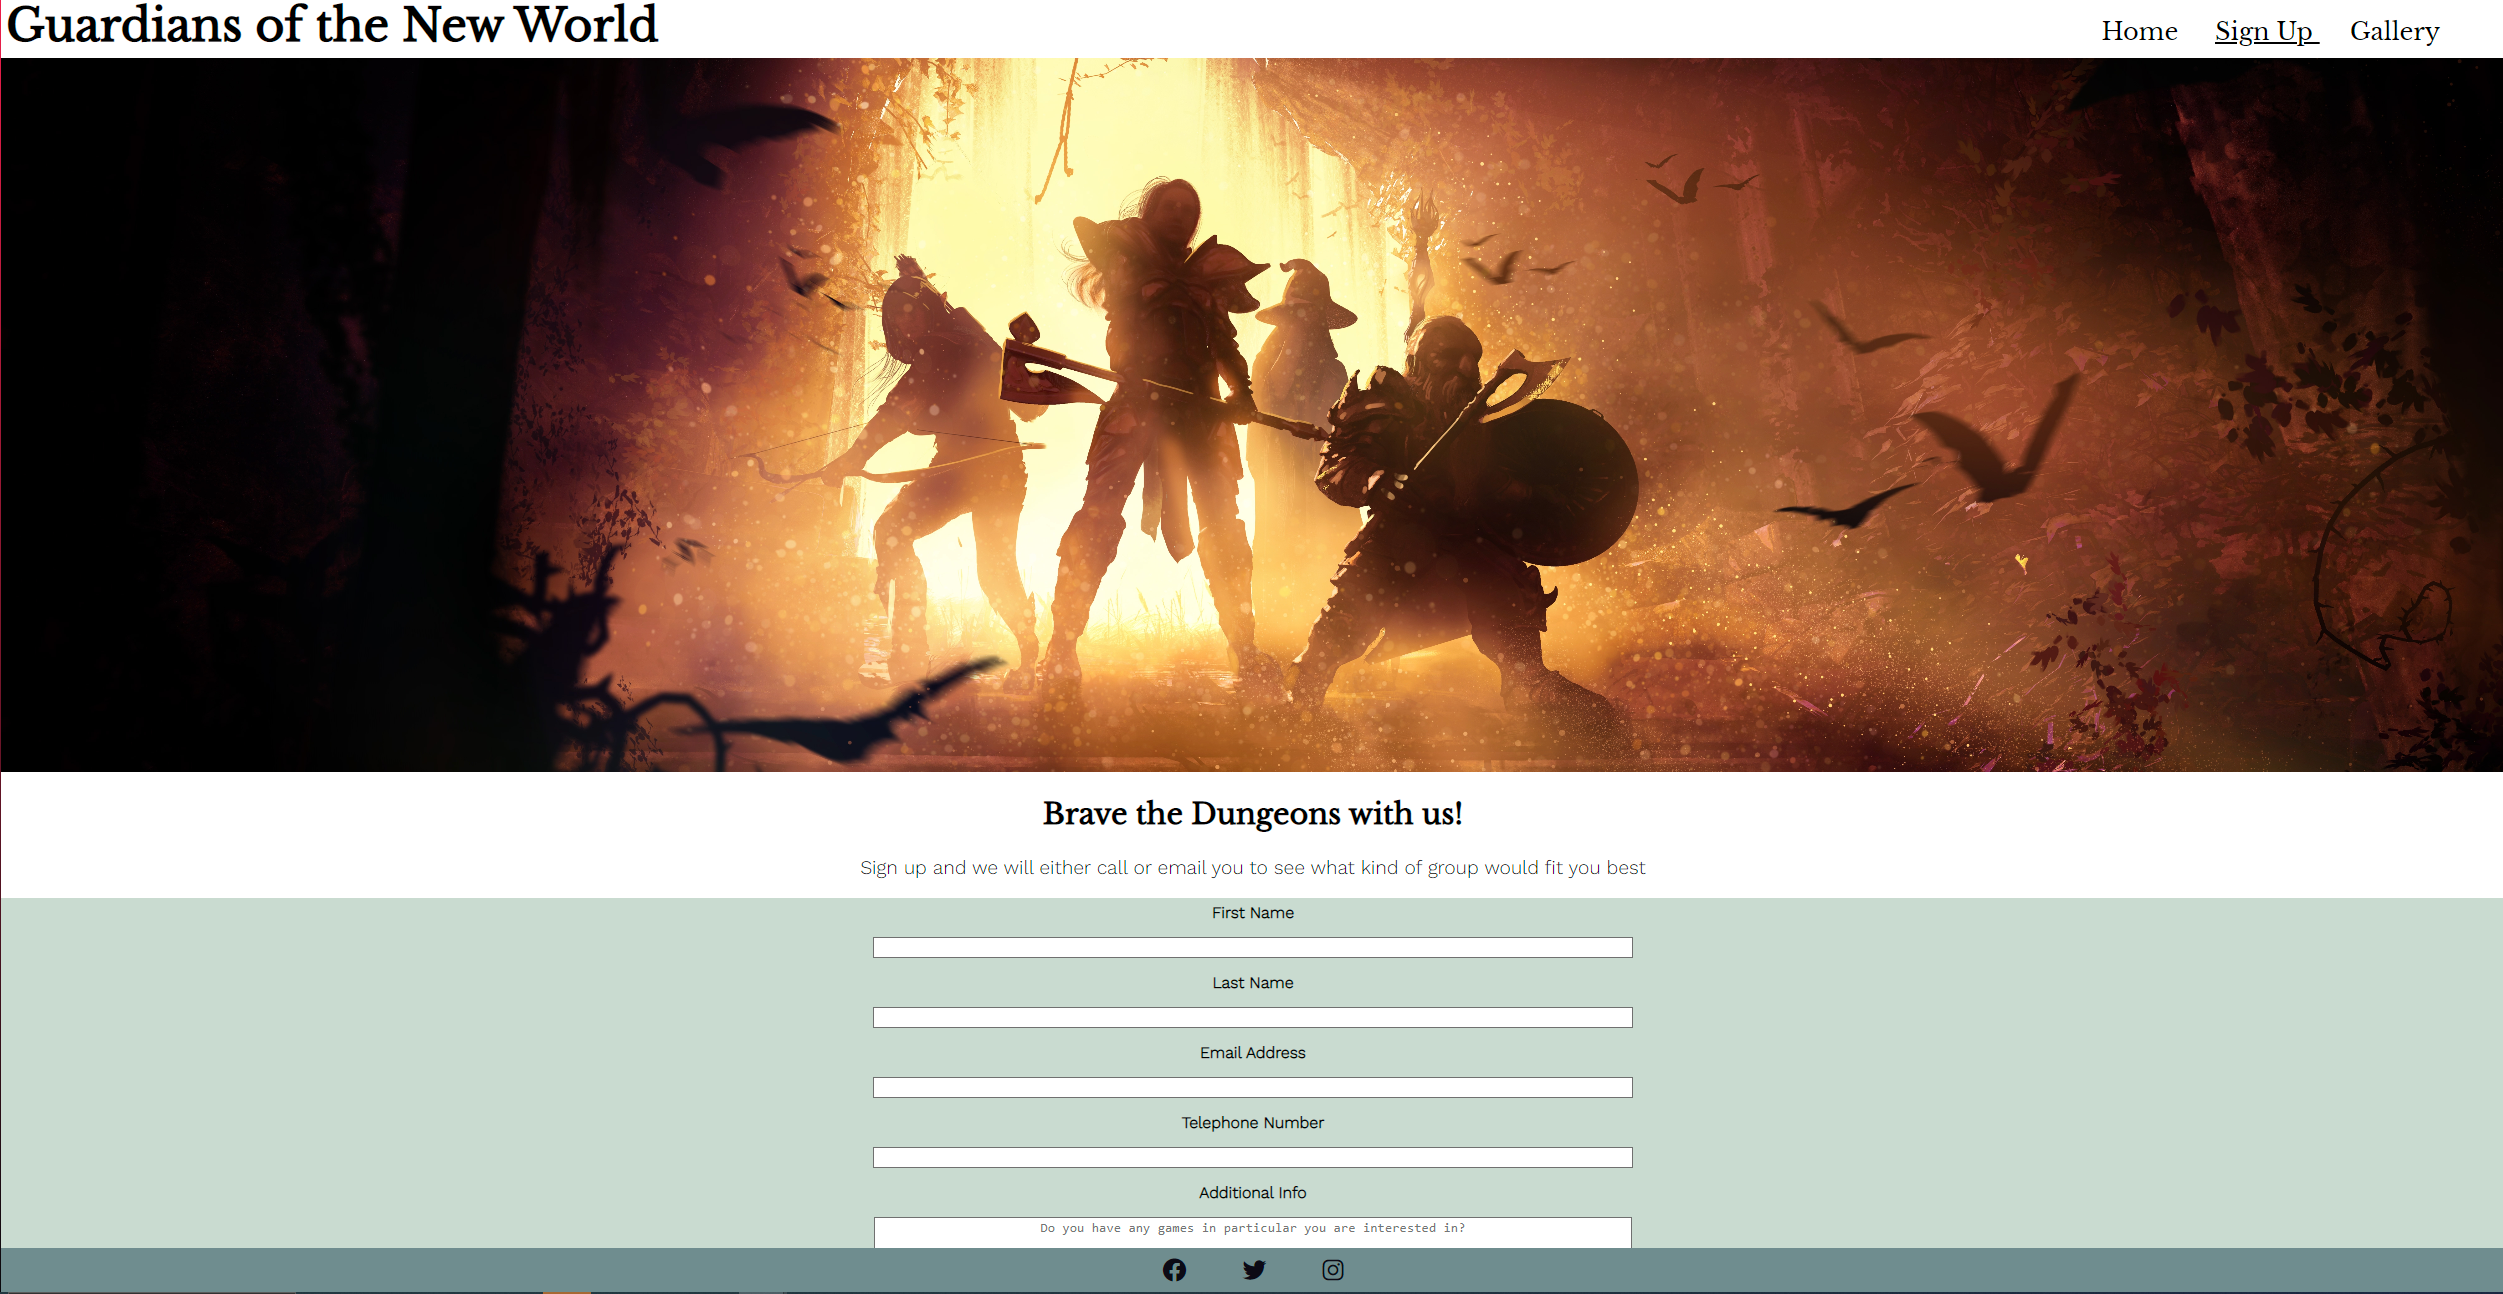 Guardians of the New World
Home Sign Up Gallery
Brave the Dungeons with us!
Sign up and we will either call or email you to see what kind of group would fit you best
First Name
Last Name
Email Address
Telephone Number
Additional Info
Do you have any games in particular you are interested in?